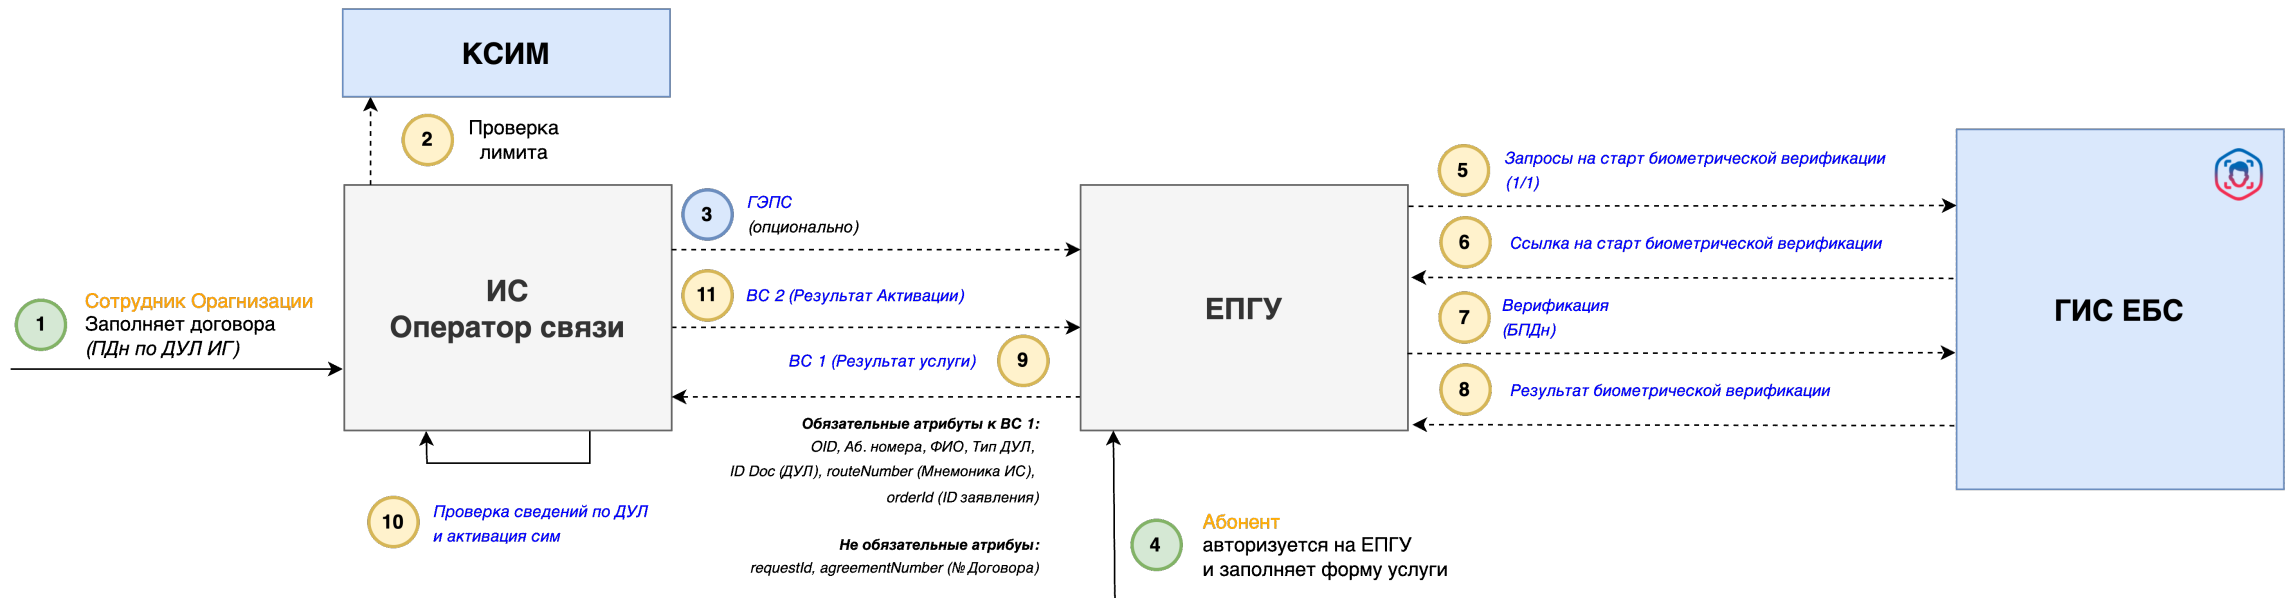 КСИМ
2
Проверка
лимита
1
Сотрудник Орагнизации
Заполняет договора
(ПДн по ДУЛ ИГ)
ИС
Оператор связи
3
ГЭПС
(опционально)
11
ВС 2 (Результат Активации)
ВС 1 (Результат услуги)
9
Обязательные атрибуты к ВС 1:
OID, Аб. номера, ФИО, Тип ДУЛ,
ID Doc (ДУЛ), routeNumber (Мнемоника ИС),
orderId (ID заявления)
Не обязательные атрибуы:
requestId, agreementNumber (№ Договора)
10
Проверка сведений по ДУЛ
и активация сим
ЕПГУ
4
Абонент
авторизуется на ЕПГУ
и заполняет форму услуги
5
Запросы на старт биометрической верификации
(1/1)
6
Ссылка на старт биометрической верификации
7
Верификация
(БПДн)
8
Результат биометрической верификации
ГИС ЕБС